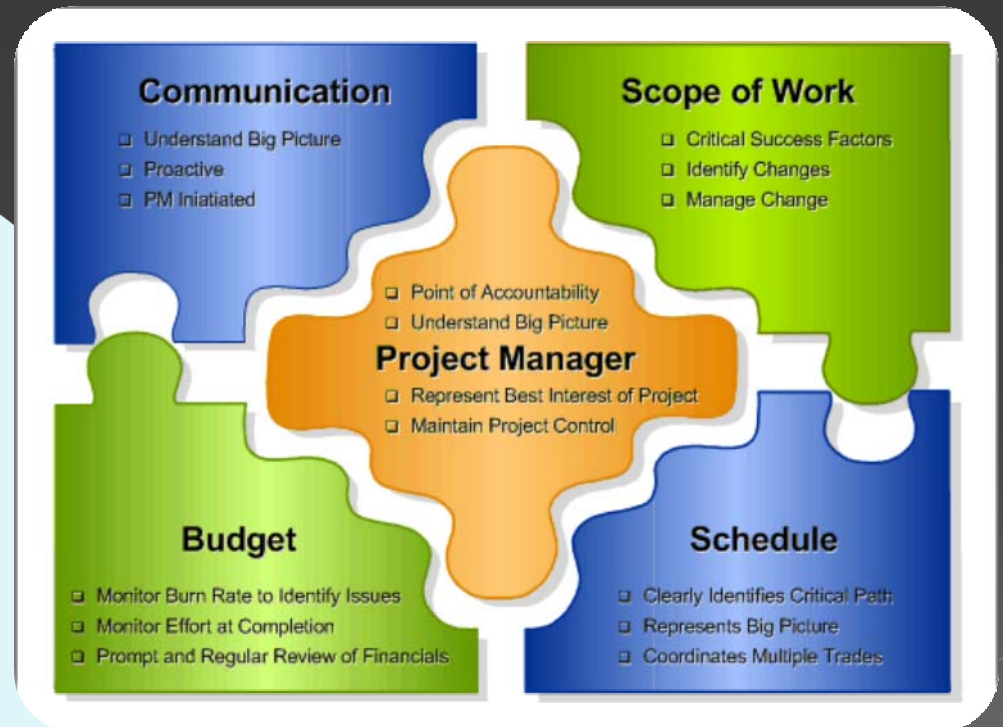 Communication
Understand Big Picture
Proactive
PM Iniatiated
Scope of Work
Critical Success Factors
Identify Changes
Manage Change
Point of Accountability
Understand Big Picture
Project Manager
Represent Best Interest of Project
Maintain Project Control
Budget
Monitor Burn Rate to Identify Issues
Monitor Effort at Completion
Prompt and Regular Review of Financials
Schedule
Clearly Identifies Critical Path
Represents Big Picture
Coordinates Multiple Trades